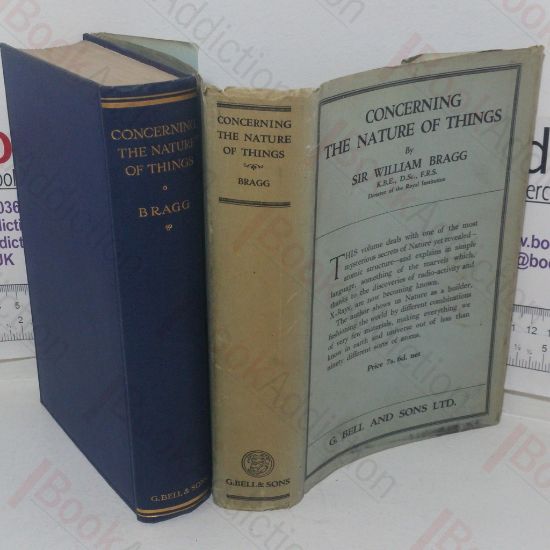 CONCERNING
THE NATURE
OF THINGS
BRAGG
G. BELL & SONS
CONCERNING
THE NATURE
OF THINGS
BRAGG
G. BELL & SONS
CONCERNING
THE NATURE OF THINGS
By
SIR WILLIAM BRAGG
K.B.E., D.Sc., F.R.S.
Director of the Royal Institution
THIS volume deals with one of the most
mysterious secrets of Nature yet revealed—
atomic structure—and explains in simple
language, something of the marvels which,
thanks to the discoveries of radio-activity and
X-Rays, are now becoming known.
The author shows us Nature as a builder,
fashioning the world by different combinations
of very few materials, making everything we
know in earth and universe out of less than
ninety different sorts of atoms.
Price 7s. 6d. net
G. BELL AND SONS LTD.
BookAddiction